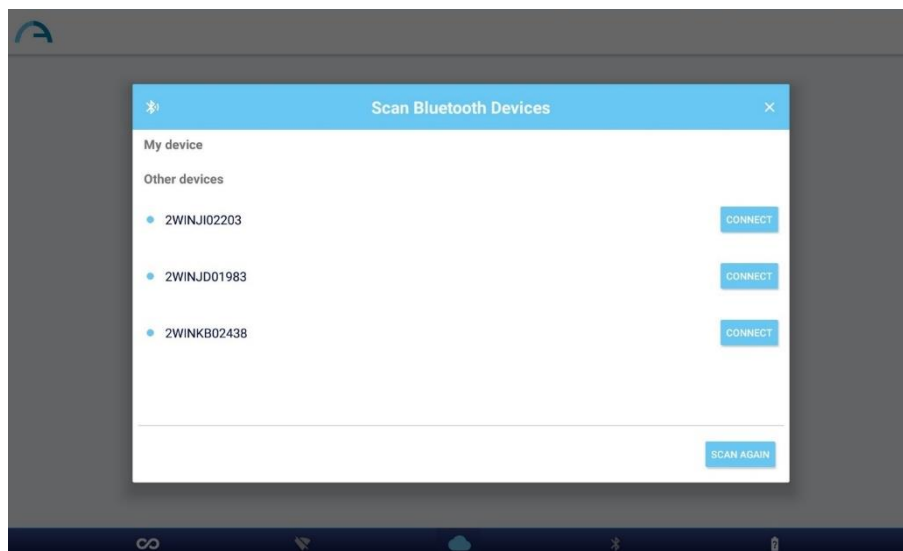 Scan Bluetooth Devices
My device
Other devices
2WINJI02203 CONNECT
2WINJD01983 CONNECT
2WINKB02438 CONNECT
SCAN AGAIN